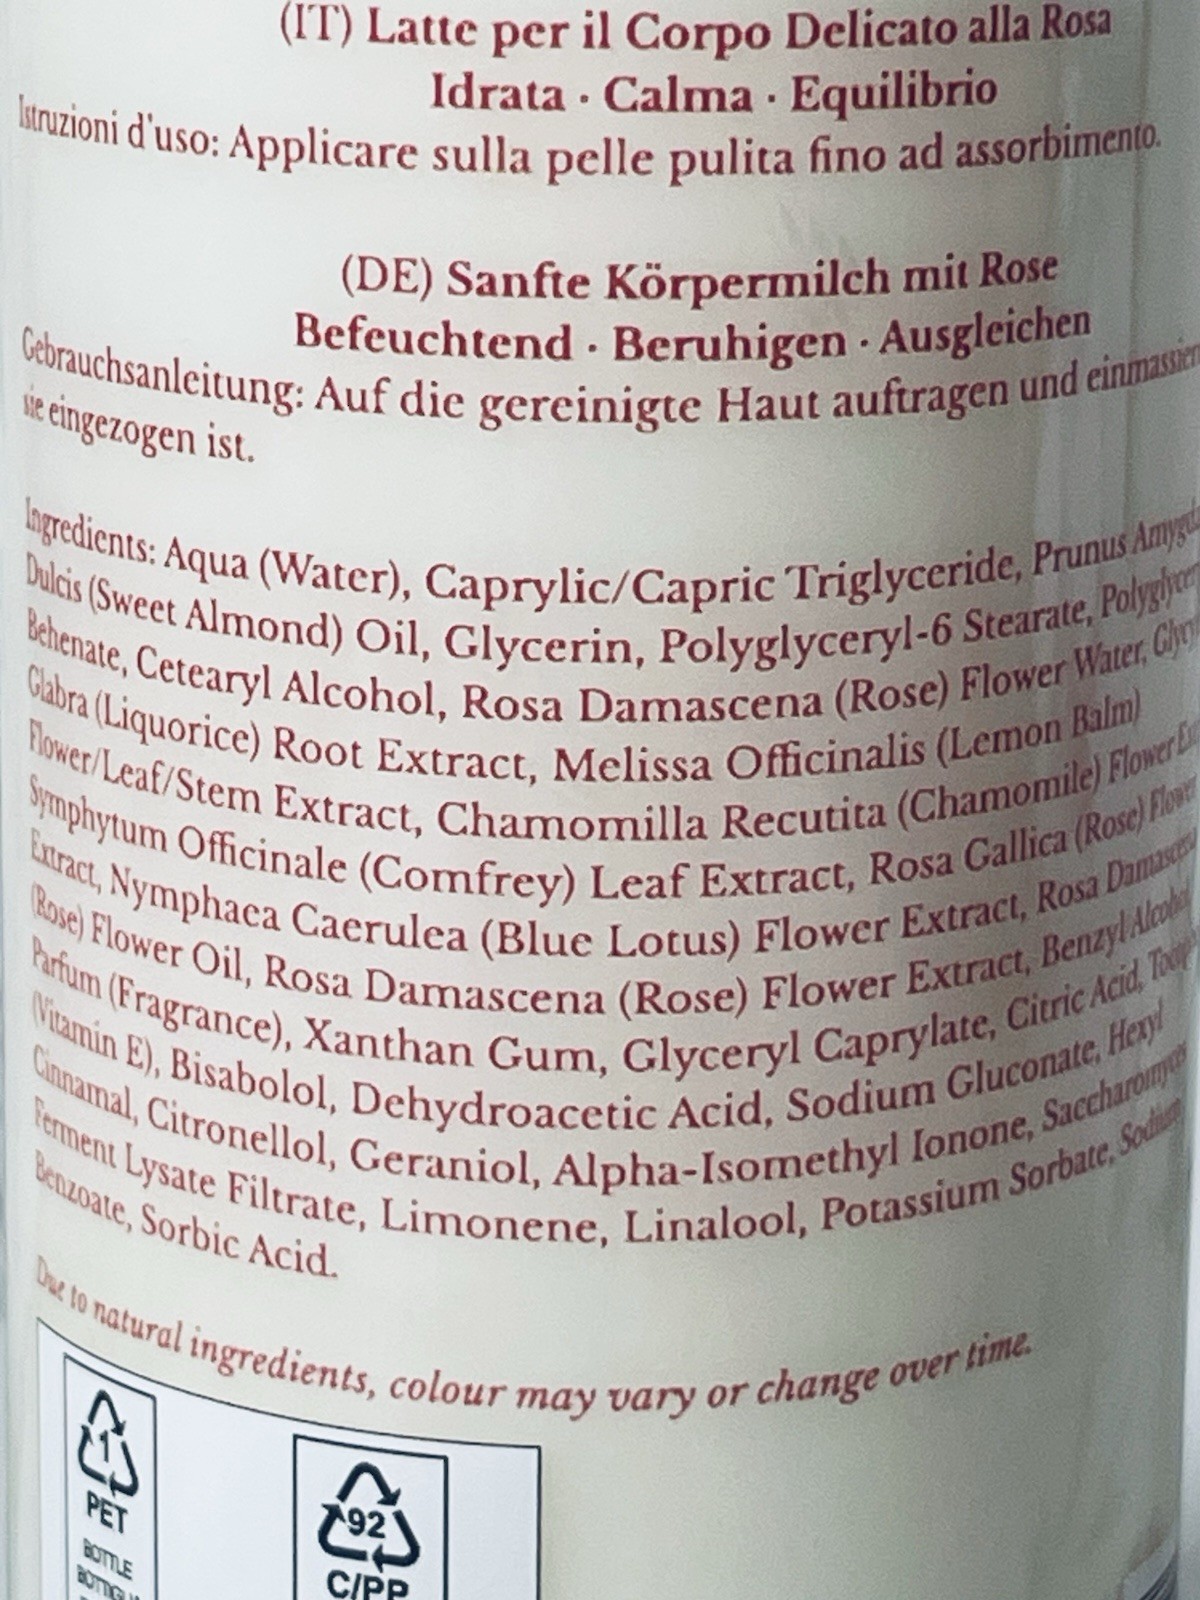 (IT) Latte per il Corpo Delicato alla Rosa
Idrata · Calma · Equilibrio
Istruzioni d'uso: Applicare sulla pelle pulita fino ad assorbimento.
(DE) Sanfte Körpermilch mit Rose
Befeuchtend · Beruhigen · Ausgleichen
Gebrauchsanleitung: Auf die gereinigte Haut auftragen und
sie eingezogen ist.
Ingredients: Aqua (Water), Caprylic/Capric Triglyceride, Prunus
Dulcis (Sweet Almond) Oil, Glycerin, Polyglyceryl-6 Stearate,
Behenate, Cetearyl Alcohol, Rosa Damascena (Rose) Flower Water,
Glabra (Liquorice) Root Extract, Melissa Officinalis (Lemon Balm)
Flower/Leaf/Stem Extract, Chamomilla Recutita (Chamomile) Flower
Symphytum Officinale (Comfrey) Leaf Extract, Rosa Gallica (Rose) Flower
Extract, Nymphaea Caerulea (Blue Lotus) Flower Extract, Rosa Damascena
(Rose) Flower Oil, Rosa Damascena (Rose) Flower Extract, Benzyl Alcohol,
Parfum (Fragrance), Xanthan Gum, Glyceryl Caprylate, Citric Acid,
(Vitamin E), Bisabolol, Dehydroacetic Acid, Sodium Gluconate, Hexyl
Cinnamal, Citronellol, Geraniol, Alpha-Isomethyl Ionone, Saccharomyces
Ferment Lysate Filtrate, Limonene, Linalool, Potassium Sorbate, Sodium
Benzoate, Sorbic Acid.
Due to natural ingredients, colour may vary or change over time.
1
PET
BOTTLE
92
C/PP